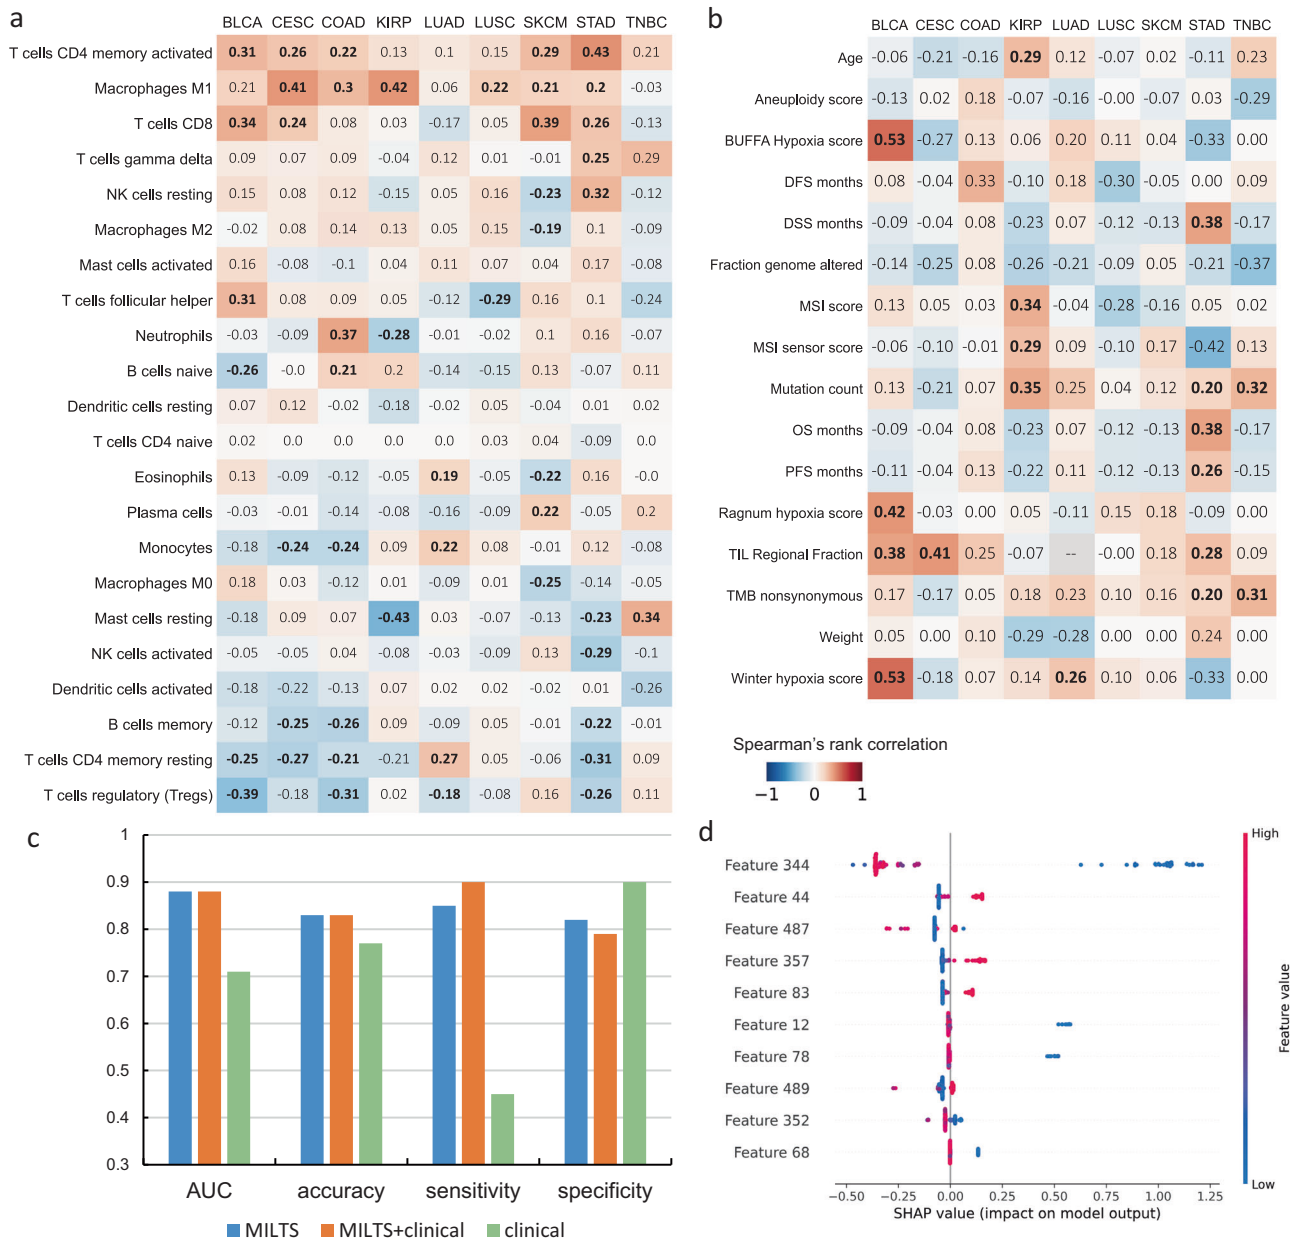 a
BLCA CESC COAD KIRP LUAD LUSC SKCM STAD TNBC
T cells CD4 memory activated 0.31 0.26 0.22 0.13 0.1 0.15 0.29 0.43 0.21
Macrophages M1 0.21 0.41 0.3 0.42 0.06 0.22 0.21 0.2 -0.03
T cells CD8 0.34 0.24 0.08 0.03 -0.17 0.05 0.39 0.26 -0.13
T cells gamma delta 0.09 0.07 0.09 -0.04 0.12 0.01 -0.01 0.25 0.29
NK cells resting 0.15 0.08 0.12 -0.15 0.05 0.16 -0.23 0.32 -0.12
Macrophages M2 -0.02 0.08 0.14 0.13 0.05 0.15 -0.19 0.1 -0.09
Mast cells activated 0.16 -0.08 -0.1 0.04 0.11 0.07 0.04 0.17 -0.08
T cells follicular helper 0.31 0.08 0.09 0.05 -0.12 -0.29 0.16 0.1 -0.24
Neutrophils -0.03 -0.09 0.37 -0.28 -0.01 -0.02 0.1 0.16 -0.07
B cells naive -0.26 -0.0 0.21 0.2 -0.14 -0.15 0.13 -0.07 0.11
Dendritic cells resting 0.07 0.12 -0.02 -0.18 -0.02 0.05 -0.04 0.01 0.02
T cells CD4 naive 0.02 0.0 0.0 0.0 0.0 0.03 0.04 -0.09 0.0
Eosinophils 0.13 -0.09 -0.12 -0.05 0.19 -0.05 -0.22 0.16 -0.0
Plasma cells -0.03 -0.01 -0.14 -0.08 -0.16 -0.09 0.22 -0.05 0.2
Monocytes -0.18 -0.24 -0.24 0.09 0.22 0.08 -0.01 0.12 -0.08
Macrophages M0 0.18 0.03 -0.12 0.01 -0.09 0.01 -0.25 -0.14 -0.05
Mast cells resting -0.18 0.09 0.07 -0.43 0.03 -0.07 -0.13 -0.23 0.34
NK cells activated -0.05 -0.05 0.04 -0.08 -0.03 -0.09 0.13 -0.29 -0.1
Dendritic cells activated -0.18 -0.22 -0.13 0.07 0.02 0.02 -0.02 0.01 -0.26
B cells memory -0.12 -0.25 -0.26 0.09 -0.09 0.05 -0.01 -0.22 -0.01
T cells CD4 memory resting -0.25 -0.27 -0.21 -0.21 0.27 0.05 -0.06 -0.31 0.09
T cells regulatory (Tregs) -0.39 -0.18 -0.31 0.02 -0.18 -0.08 0.16 -0.26 0.11
b
BLCA CESC COAD KIRP LUAD LUSC SKCM STAD TNBC
Age -0.06 -0.21 -0.16 0.29 0.12 -0.07 0.02 -0.11 0.23
Aneuploidy score -0.13 0.02 0.18 -0.07 -0.16 -0.00 -0.07 0.03 -0.29
BUFFA Hypoxia score 0.53 -0.27 0.13 0.06 0.20 0.11 0.04 -0.33 0.00
DFS months 0.08 -0.04 0.33 -0.10 0.18 -0.30 -0.05 0.00 0.09
DSS months -0.09 -0.04 0.08 -0.23 0.07 -0.12 -0.13 0.38 -0.17
Fraction genome altered -0.14 -0.25 0.08 -0.26 -0.21 -0.09 0.05 -0.21 -0.37
MSI score 0.13 0.05 0.03 0.34 -0.04 -0.28 -0.16 0.05 0.02
MSI sensor score -0.06 -0.10 -0.01 0.29 0.09 -0.10 0.17 -0.42 0.13
Mutation count 0.13 -0.21 0.07 0.35 0.25 0.04 0.12 0.20 0.32
OS months -0.09 -0.04 0.08 -0.23 0.07 -0.12 -0.13 0.38 -0.17
PFS months -0.11 -0.04 0.13 -0.22 0.11 -0.12 -0.13 0.26 -0.15
Ragnum hypoxia score 0.42 -0.03 0.00 0.05 -0.11 0.15 0.18 -0.09 0.00
TIL Regional Fraction 0.38 0.41 0.25 -0.07 -- -0.00 0.18 0.28 0.09
TMB nonsynonymous 0.17 -0.17 0.05 0.18 0.23 0.10 0.16 0.20 0.31
Weight 0.05 0.00 0.10 -0.29 -0.28 0.00 0.00 0.24 0.00
Winter hypoxia score 0.53 -0.18 0.07 0.14 0.26 0.10 0.06 -0.33 0.00
Spearman's rank correlation
−1 0 1
c
1
0.9
0.8
0.7
0.6
0.5
0.4
0.3
AUC accuracy sensitivity specificity
MILTS MILTS+clinical clinical
d
Feature 344
Feature 44
Feature 487
Feature 357
Feature 83
Feature 12
Feature 78
Feature 489
Feature 352
Feature 68
−0.50 −0.25 0.00 0.25 0.50 0.75 1.00 1.25
SHAP value (impact on model output)
High
Feature value
Low